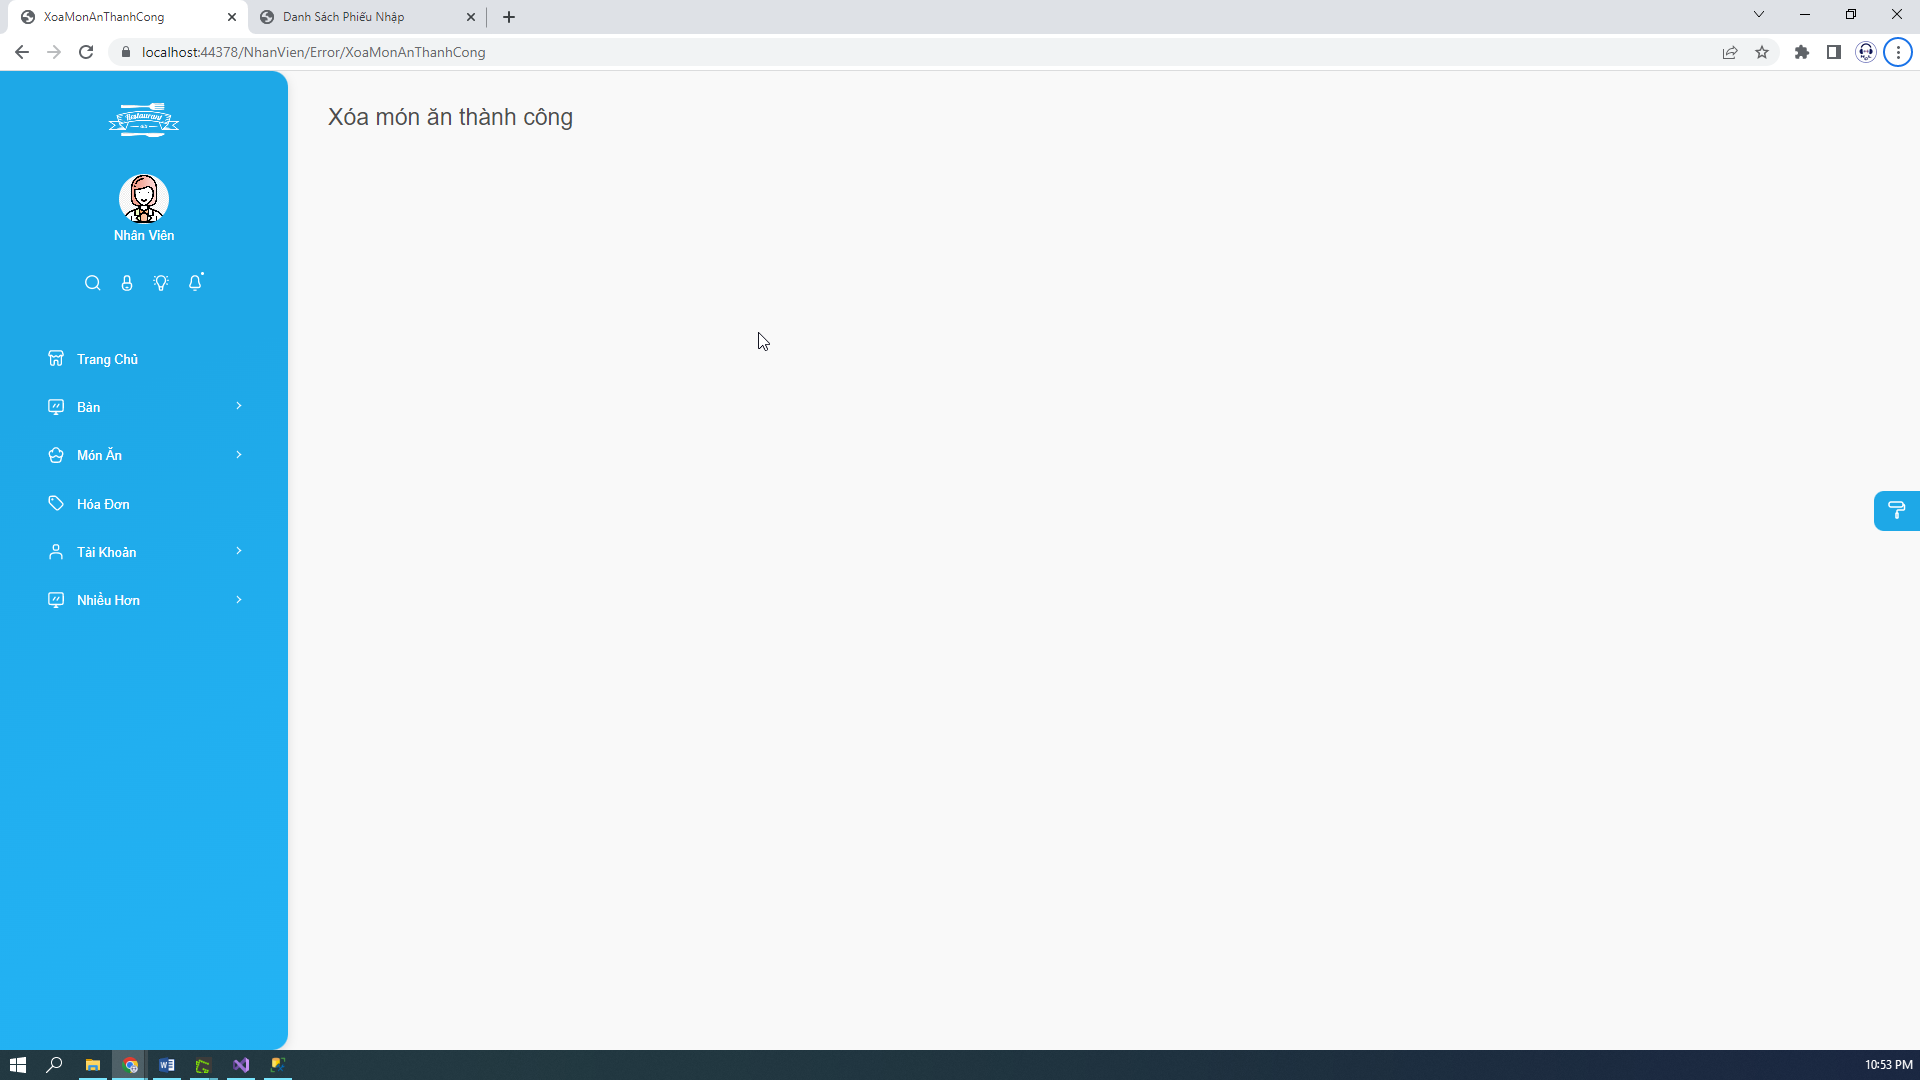 XoaMonAnThanhCong
Danh Sách Phiếu Nhập
localhost:44378/NhanVien/Error/XoaMonAnThanhCong
Restaurant
Xóa món ăn thành công
Nhân Viên
Trang Chủ
Bàn
Món Ăn
Hóa Đơn
Tài Khoản
Nhiều Hơn
10:53 PM